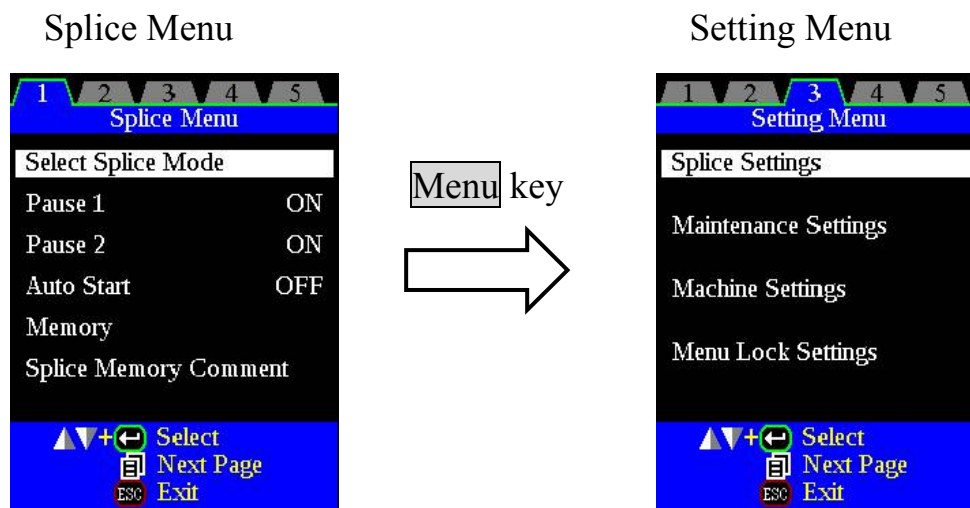 Splice Menu
1 2 3 4 5
Splice Menu
Select Splice Mode
Pause 1 ON
Pause 2 ON
Auto Start OFF
Memory
Splice Memory Comment
+ Select
Next Page
ESC Exit
Menu key
Setting Menu
1 2 3 4 5
Setting Menu
Splice Settings
Maintenance Settings
Machine Settings
Menu Lock Settings
+ Select
Next Page
ESC Exit